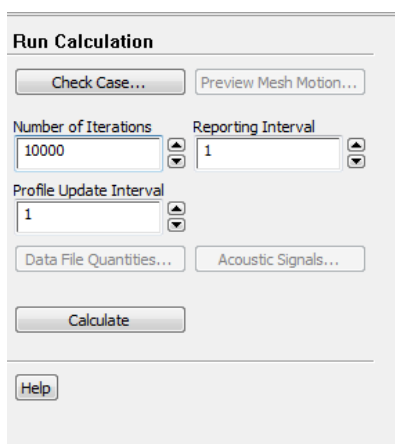 Run Calculation
Check Case... Preview Mesh Motion...
Number of Iterations Reporting Interval
10000 1
Profile Update Interval
1
Data File Quantities... Acoustic Signals...
Calculate
Help